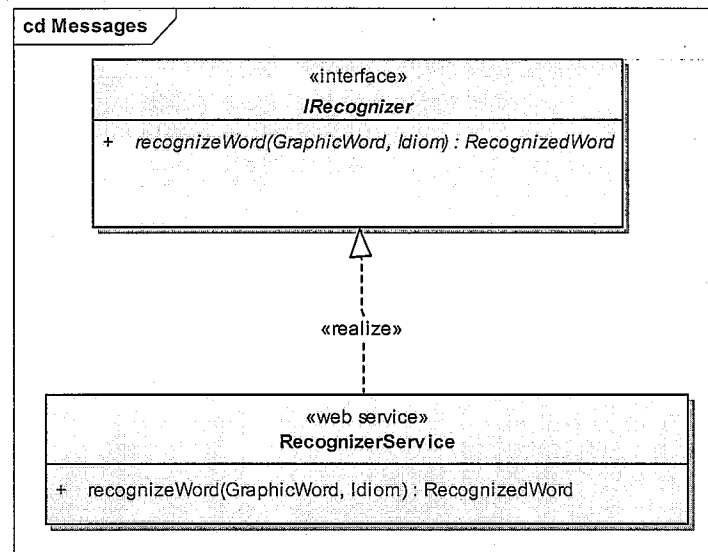 cd Messages
«interface»
IRecognizer
+ recognizeWord(GraphicWord, Idiom) : RecognizedWord
«realize»
«web service»
RecognizerService
+ recognizeWord(GraphicWord, Idiom) : RecognizedWord